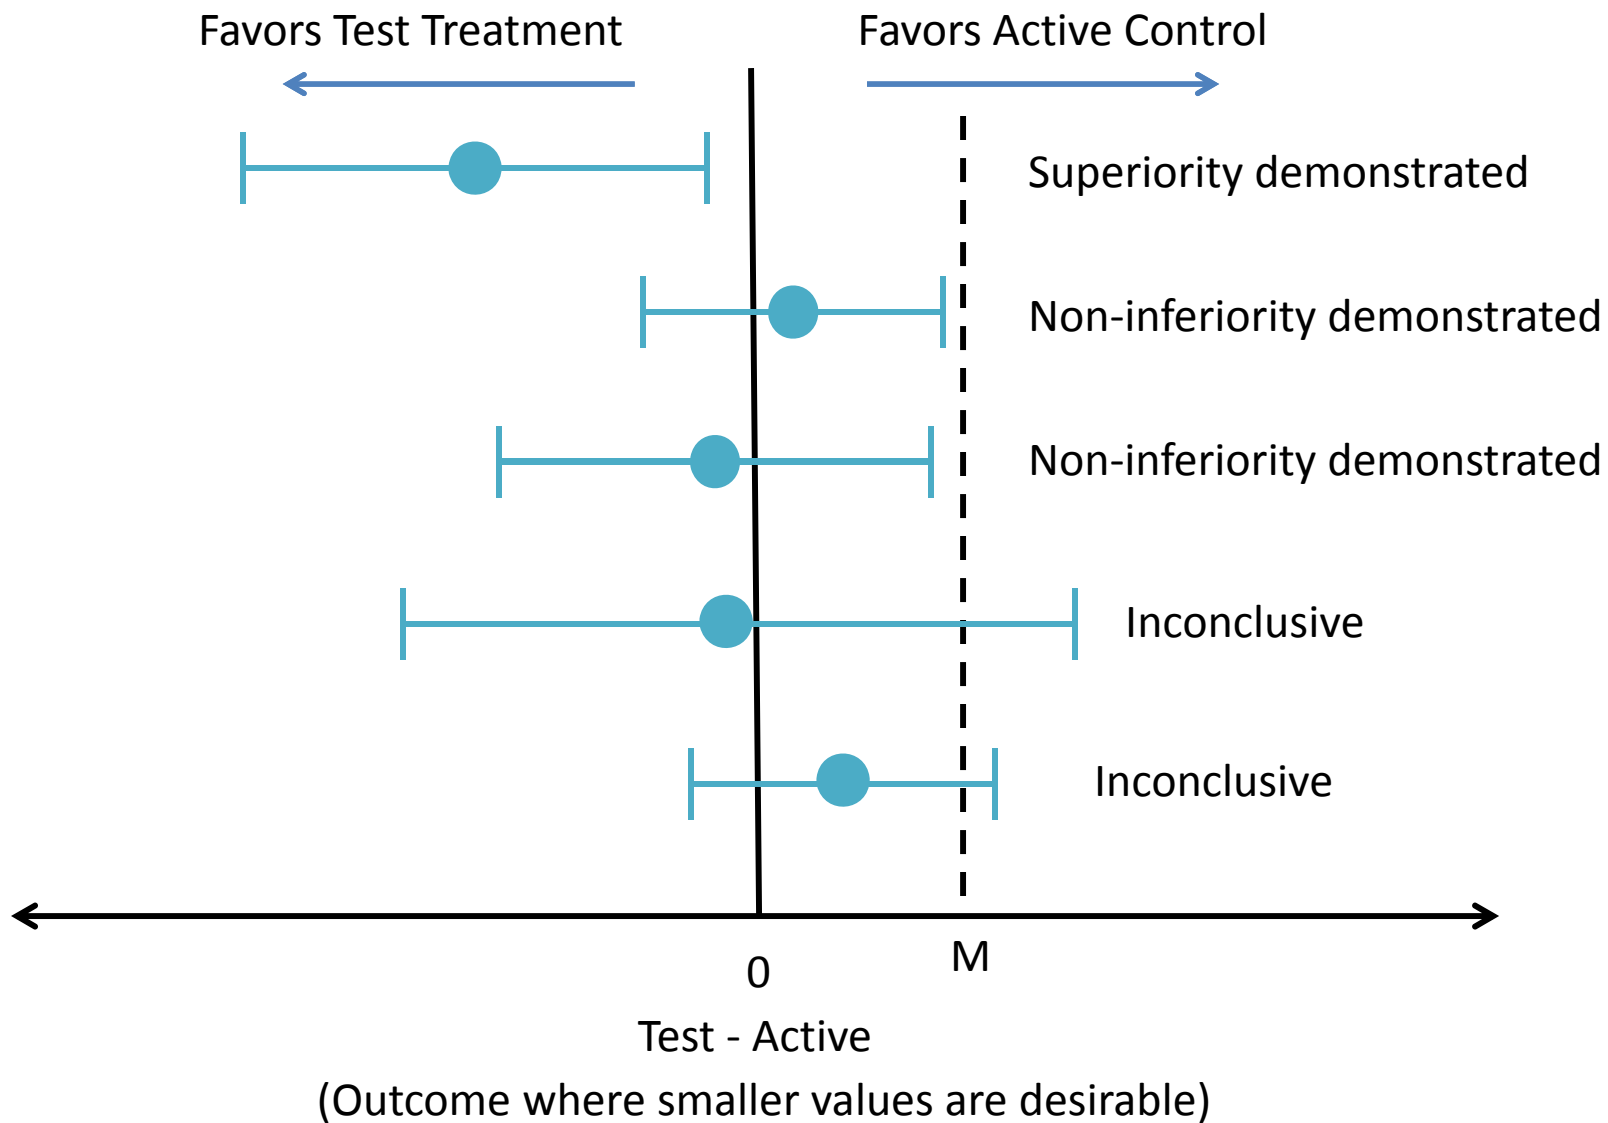 Favors Test Treatment
Favors Active Control
Superiority demonstrated
Non-inferiority demonstrated
Non-inferiority demonstrated
Inconclusive
Inconclusive
0
M
Test - Active
(Outcome where smaller values are desirable)